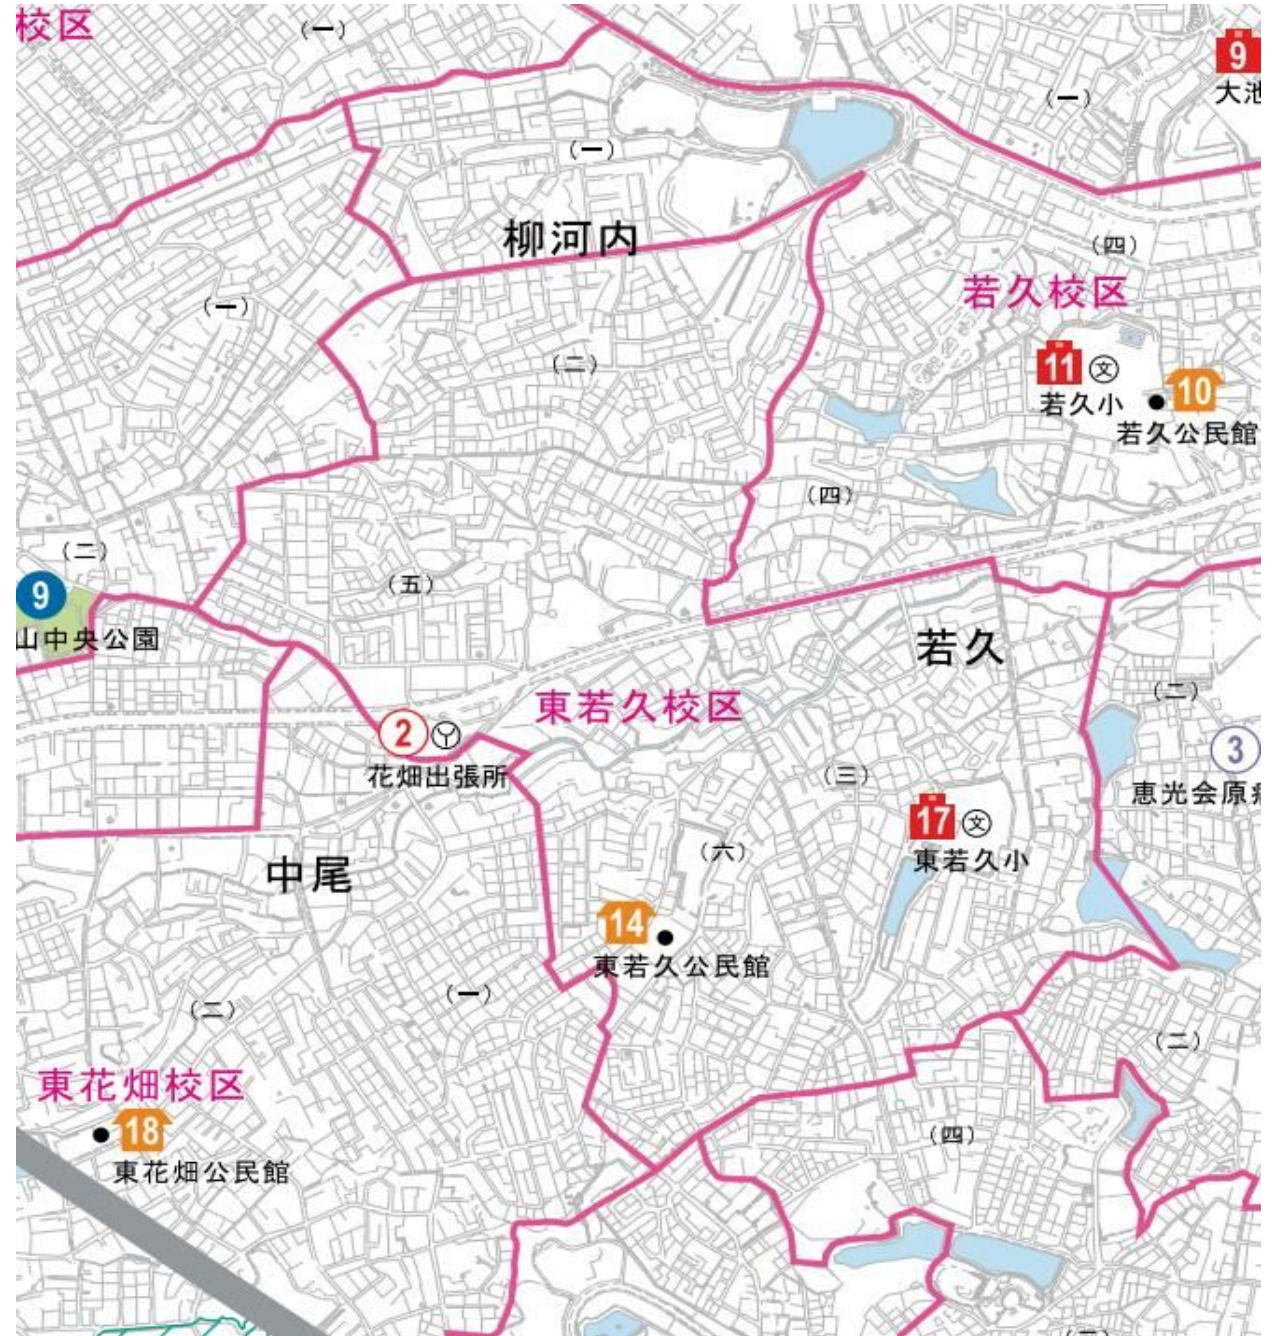 校区
(一)
9
大池
(一)
(一)
柳河内
(四)
若久校区
(一)
(二)
11
文
若久小
10
若久公民館
(四)
(二)
9
山中央公園
(五)
若久
(二)
東若久校区
2
花畑出張所
3
恵光会原
(三)
17
文
東若久小
(六)
中尾
14
東若久公民館
(一)
(二)
(二)
東花畑校区
18
東花畑公民館
(四)